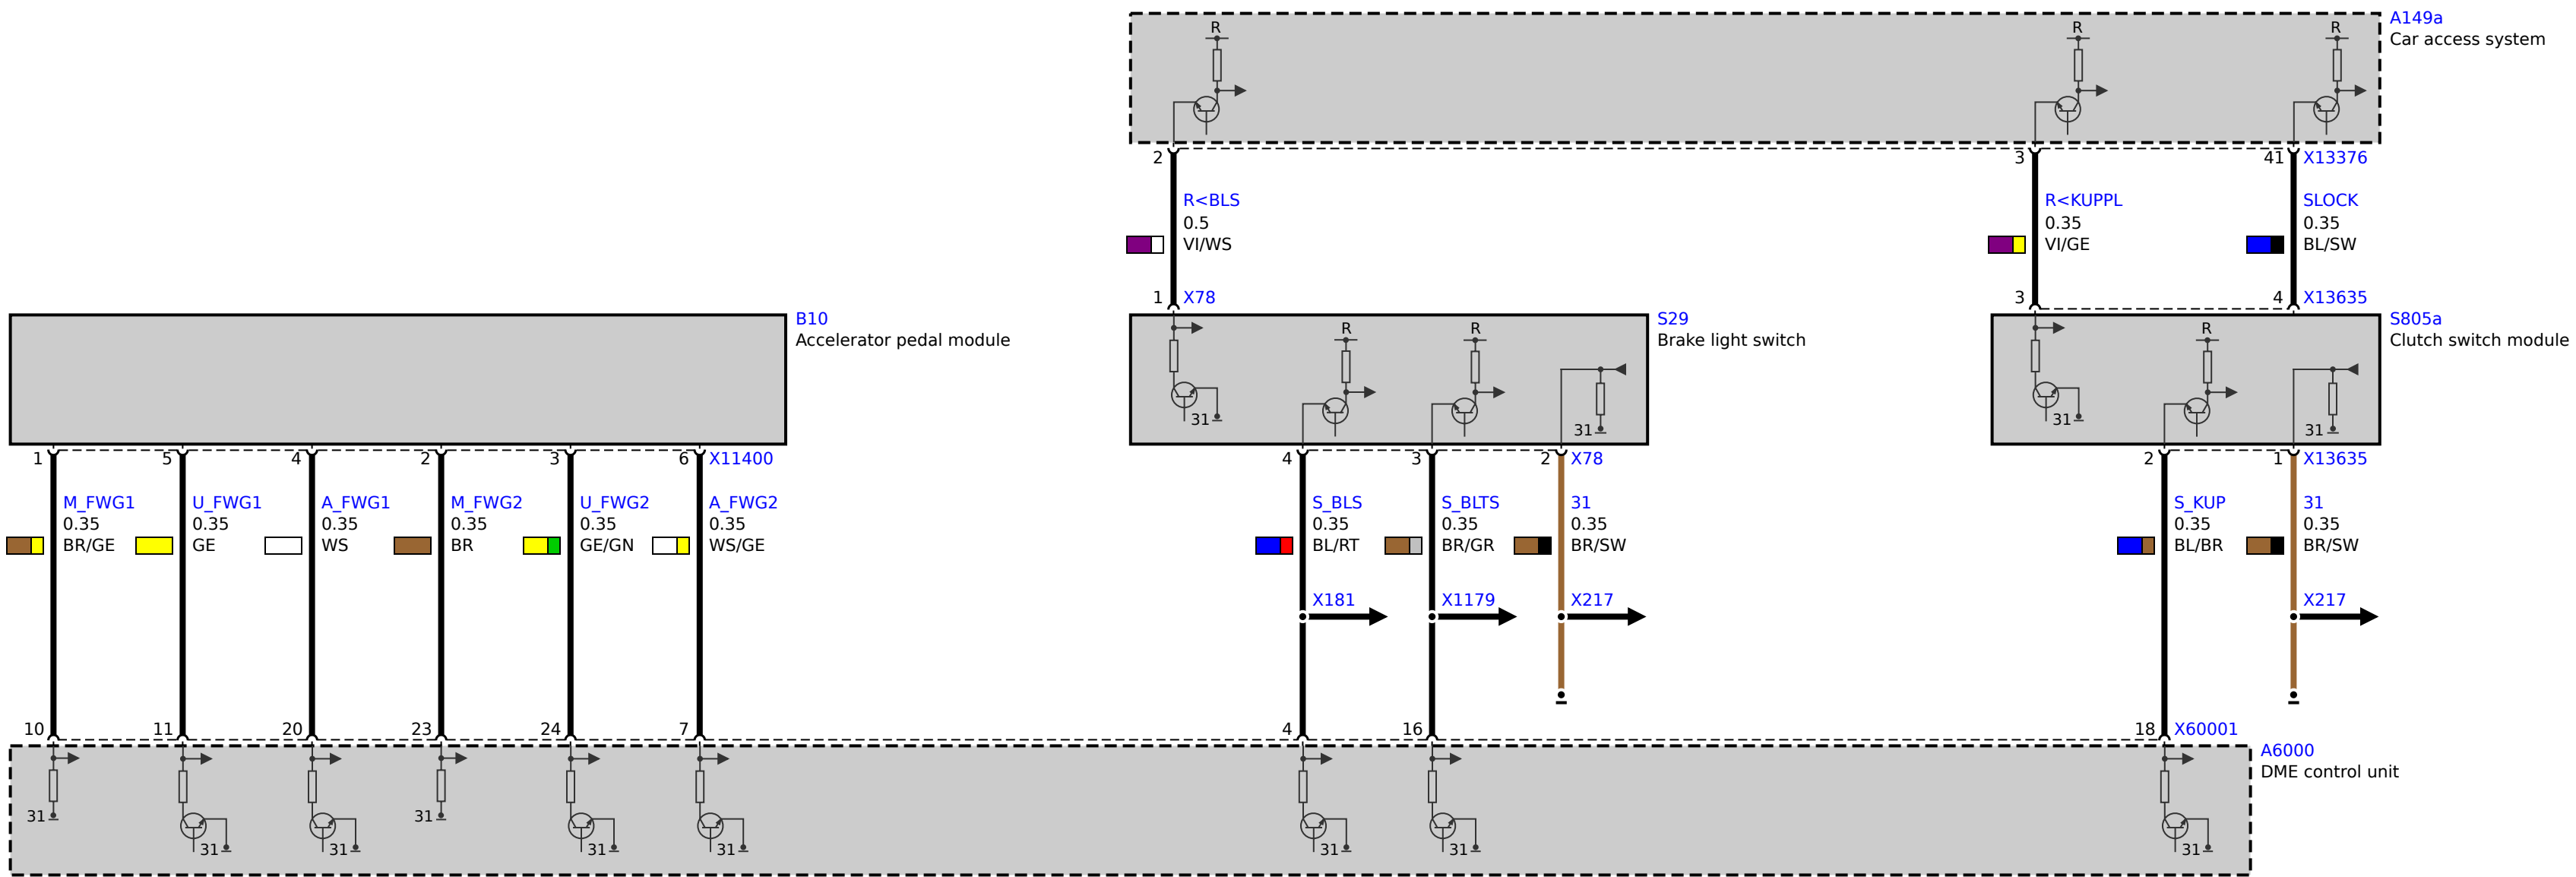 R
R
R
A149a
Car access system
2
3
41
X13376
R<BLS
0.5
VI/WS
R<KUPPL
0.35
VI/GE
SLOCK
0.35
BL/SW
1
X78
3
4
X13635
B10
Accelerator pedal module
R
R
31
31
S29
Brake light switch
R
31
31
S805a
Clutch switch module
1
5
4
2
3
6
X11400
4
3
2
X78
2
1
X13635
M_FWG1
0.35
BR/GE
U_FWG1
0.35
GE
A_FWG1
0.35
WS
M_FWG2
0.35
BR
U_FWG2
0.35
GE/GN
A_FWG2
0.35
WS/GE
S_BLS
0.35
BL/RT
S_BLTS
0.35
BR/GR
31
0.35
BR/SW
S_KUP
0.35
BL/BR
31
0.35
BR/SW
X181
X1179
X217
X217
10
11
20
23
24
7
4
16
18
X60001
A6000
DME control unit
31
31
31
31
31
31
31
31
31